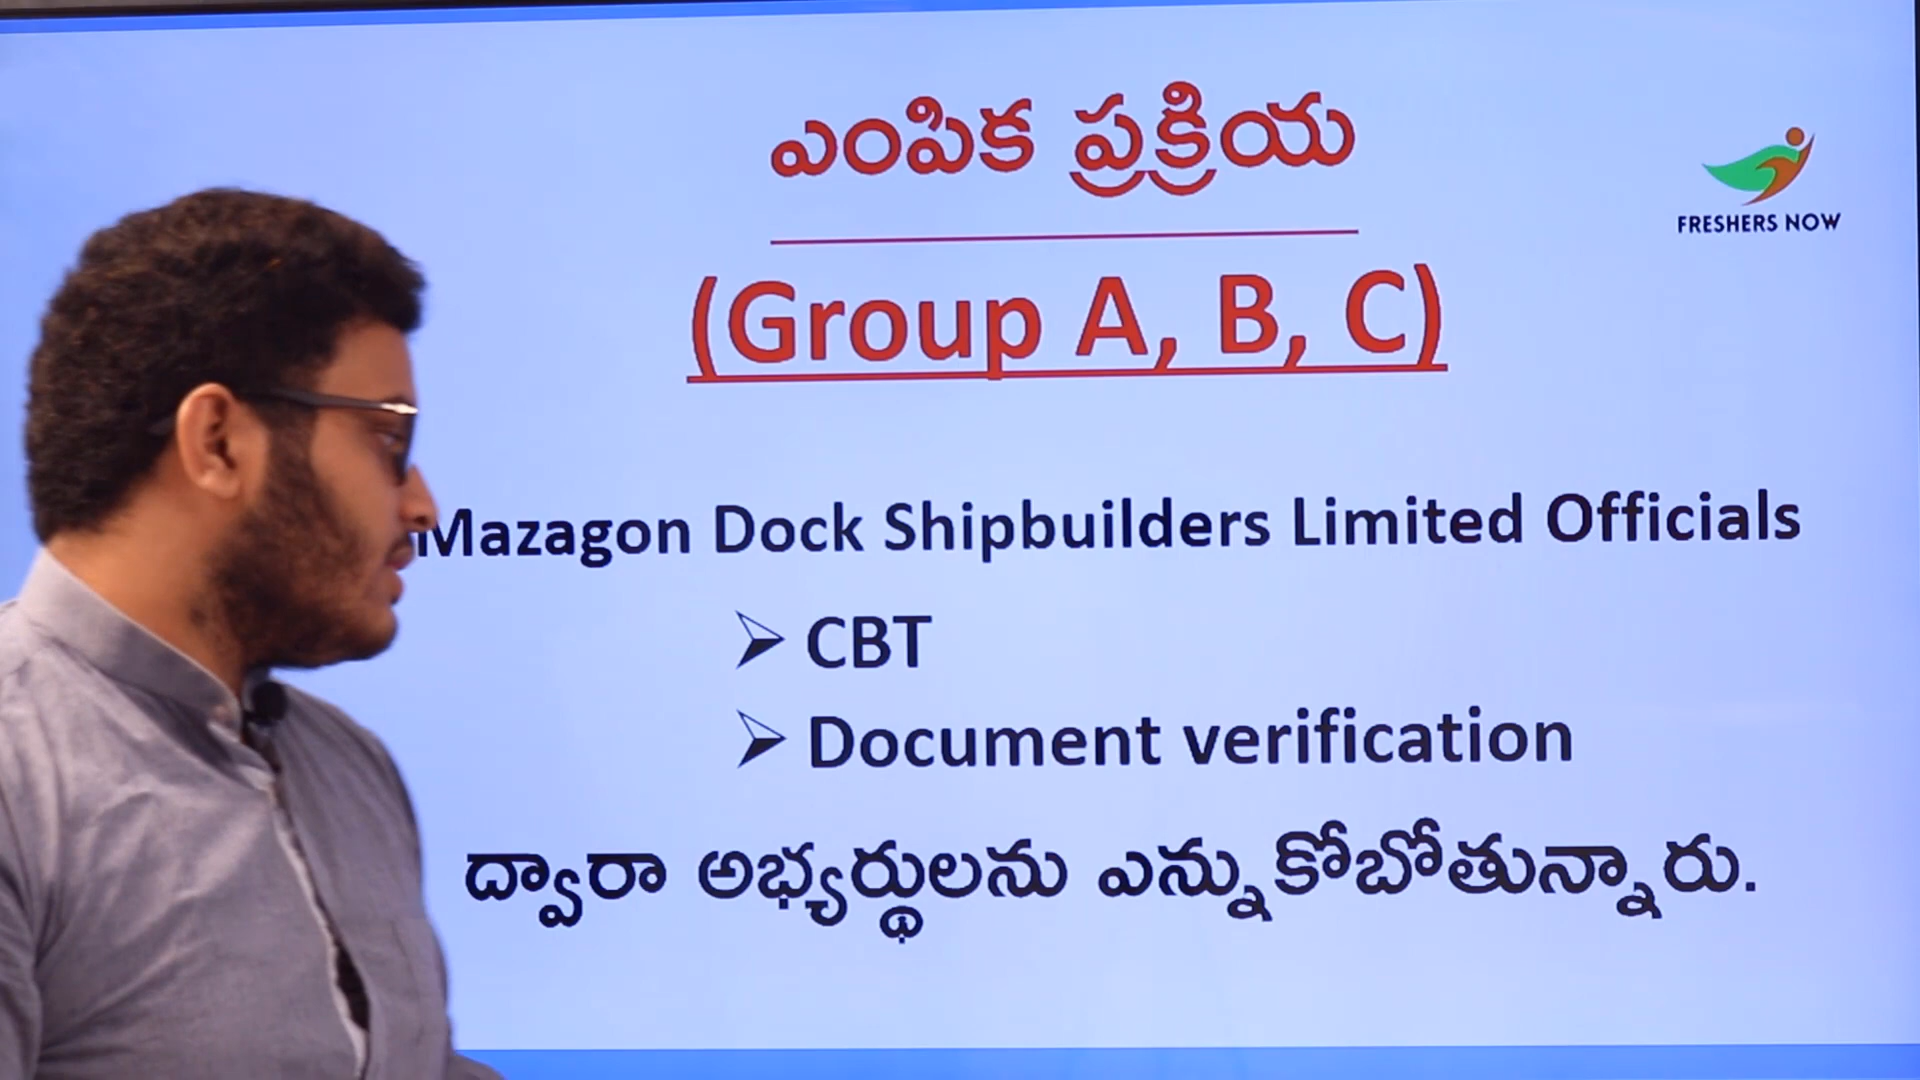 ఎంపిక ప్రక్రియ
FRESHERS NOW
(Group A, B, C)
Mazagon Dock Shipbuilders Limited Officials
CBT
Document verification
ద్వారా అభ్యర్థులను ఎన్నుకోబోతున్నారు.